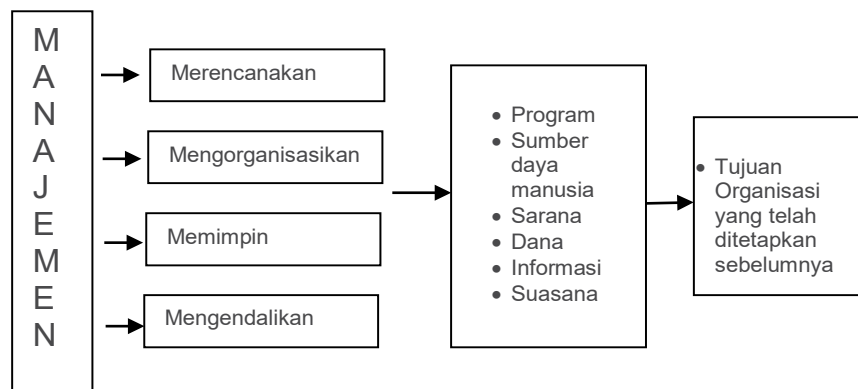 M
A
N
A
J
E
M
E
N
Merencanakan
Mengorganisasikan
Memimpin
Mengendalikan
• Program
• Sumber
daya
manusia
• Sarana
• Dana
• Informasi
• Suasana
• Tujuan
Organisasi
yang telah
ditetapkan
sebelumnya